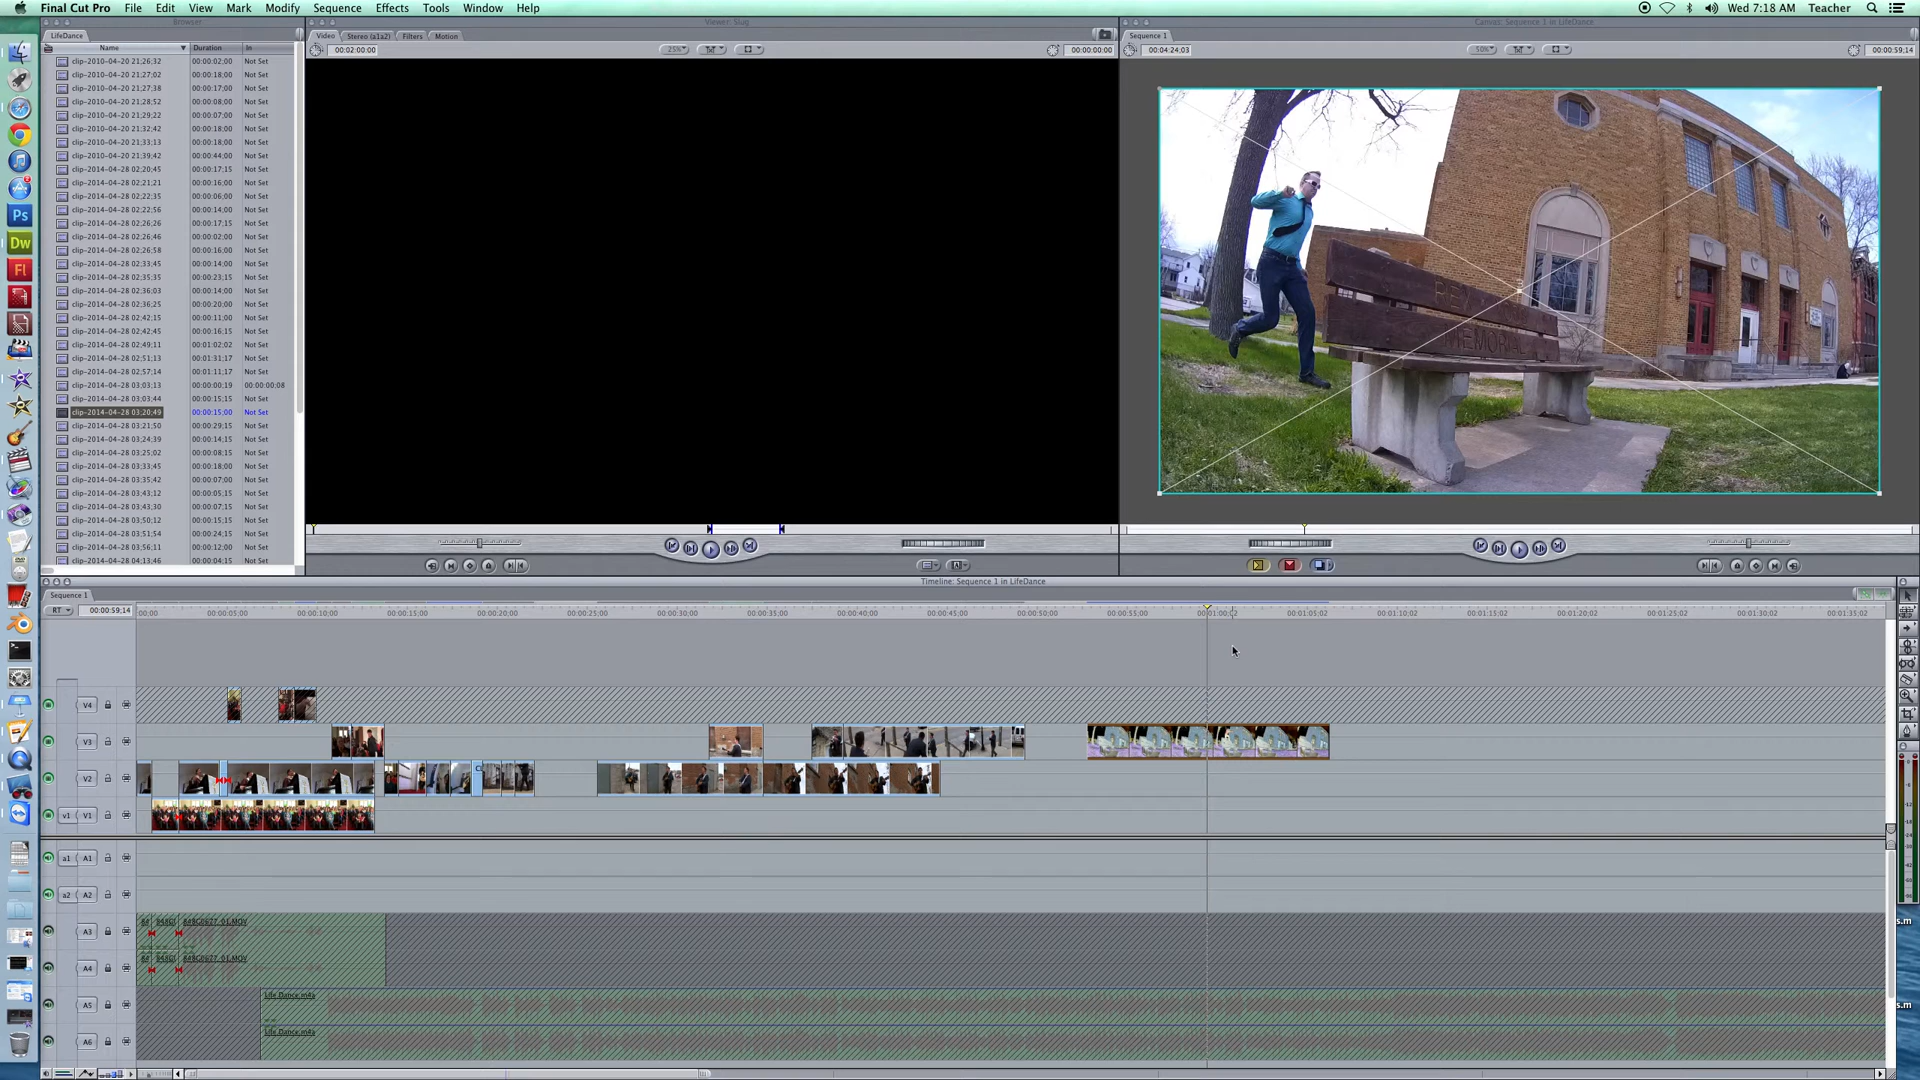 Final Cut Pro File Edit View Mark Modify Sequence Effects Tools Window Help Wed 7:18 AM Teacher
Browser
LifeDance
Name Duration In
clip-2010-04-20 21;26;32 00:00:02;00 Not Set
clip-2010-04-20 21;27;02 00:00:18;00 Not Set
clip-2010-04-20 21;27;38 00:00:17;00 Not Set
clip-2010-04-20 21;28;52 00:00:08;00 Not Set
clip-2010-04-20 21;29;22 00:00:07;00 Not Set
clip-2010-04-20 21;32;42 00:00:18;00 Not Set
clip-2010-04-20 21;33;13 00:00:18;00 Not Set
clip-2010-04-20 21;39;42 00:00:44;00 Not Set
clip-2014-04-28 02;20;45 00:00:17;15 Not Set
clip-2014-04-28 02;21;21 00:00:16;00 Not Set
clip-2014-04-28 02;22;35 00:00:06;00 Not Set
clip-2014-04-28 02;22;56 00:00:14;00 Not Set
clip-2014-04-28 02;26;26 00:00:17;15 Not Set
clip-2014-04-28 02;26;46 00:00:02;00 Not Set
clip-2014-04-28 02;26;58 00:00:16;00 Not Set
clip-2014-04-28 02;33;45 00:00:14;00 Not Set
clip-2014-04-28 02;35;35 00:00:23;15 Not Set
clip-2014-04-28 02;36;03 00:00:14;00 Not Set
clip-2014-04-28 02;36;25 00:00:20;00 Not Set
clip-2014-04-28 02;42;15 00:00:11;00 Not Set
clip-2014-04-28 02;42;45 00:00:16;15 Not Set
clip-2014-04-28 02;49;11 00:01:02;02 Not Set
clip-2014-04-28 02;51;13 00:01:31;17 Not Set
clip-2014-04-28 02;57;14 00:01:11;17 Not Set
clip-2014-04-28 03;03;13 00:00:00;19 00:00:00;08
clip-2014-04-28 03;03;44 00:00:15;15 Not Set
clip-2014-04-28 03;20;49 00:00:15;00 Not Set
clip-2014-04-28 03;21;50 00:00:29;15 Not Set
clip-2014-04-28 03;24;39 00:00:14;15 Not Set
clip-2014-04-28 03;25;02 00:00:08;15 Not Set
clip-2014-04-28 03;33;45 00:00:18;00 Not Set
clip-2014-04-28 03;35;42 00:00:07;00 Not Set
clip-2014-04-28 03;43;12 00:00:05;15 Not Set
clip-2014-04-28 03;43;30 00:00:07;15 Not Set
clip-2014-04-28 03;50;12 00:00:15;15 Not Set
clip-2014-04-28 03;51;54 00:00:24;15 Not Set
clip-2014-04-28 03;56;11 00:00:12;00 Not Set
clip-2014-04-28 04;13;46 00:00:04;15 Not Set
Viewer: Slug
Video Stereo (a1a2) Filters Motion
00:02:00:00 25% 00:00:00:00
Canvas: Sequence 1 in LifeDance
Sequence 1
00:04:24;03 50% 00:00:59;14
REV
MEMORIAL
Ps
Dw
Fl
Timeline: Sequence 1 in LifeDance
Sequence 1
RT 00:00:59;14
00:00:05;00 00:00:10;00 00:00:15;00 00:00:20;00 00:00:25;00 00:00:30;00 00:00:35;00 00:00:40;00 00:00:45;00 00:00:50;00 00:00:55;00 00:01:00;02 00:01:05;02 00:01:10;02 00:01:15;02 00:01:20;02 00:01:25;02 00:01:30;02 00:01:35;02
V4
V3
V2
v1 V1
a1 A1
a2 A2
A3 848G0677_01.MOV
A4 848G0677_01.MOV
A5 Life Dance.m4a
A6 Life Dance.m4a
s.m
s.m